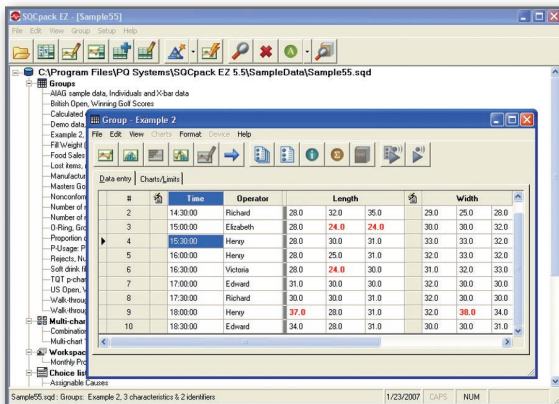 SQCpack EZ - [Sample55]
File Edit View Group Setup Help
C:\Program Files\PQ Systems\SQCpack EZ 5.5\SampleData\Sample55.sqd
Groups
AIAG sample data, Individuals and X-bar data
British Open, Winning Golf Scores
Calculated
Demo data
Example 2,
Fill Weight (
Food Sales
Lost items,
Manufactur
Masters Go
Nonconform
Number of
Number of
O-Ring, Gro
Proportion
P-Usage: P
Rejects, Nu
Soft drink fil
TQT p-char
US Open, W
Walk-throug
Walk-throug
Multi-char
Combination
Multi-chart
Workspac
Monthly Pro
Choice list
Assignable Causes
Group - Example 2
File Edit View Charts Format Device Help
Data entry Charts/Limits
# Time Operator Length Width
2 14:30:00 Richard 28.0 32.0 35.0 29.0 25.0 28.0
3 15:00:00 Elizabeth 28.0 24.0 24.0 30.0 30.0 32.0
4 15:30:00 Henry 28.0 30.0 31.0 33.0 33.0 32.0
5 16:00:00 Henry 28.0 25.0 31.0 32.0 33.0 32.0
6 16:30:00 Victoria 28.0 24.0 30.0 31.0 32.0 33.0
7 17:00:00 Edward 31.0 30.0 30.0 32.0 30.0 32.0
8 17:30:00 Richard 30.0 30.0 31.0 32.0 30.0 30.0
9 18:00:00 Henry 37.0 28.0 31.0 30.0 38.0 34.0
10 18:30:00 Edward 34.0 28.0 31.0 30.0 30.0 31.0
Sample55.sqd : Groups: Example 2, 3 characteristics & 2 identifiers 1/23/2007 CAPS NUM